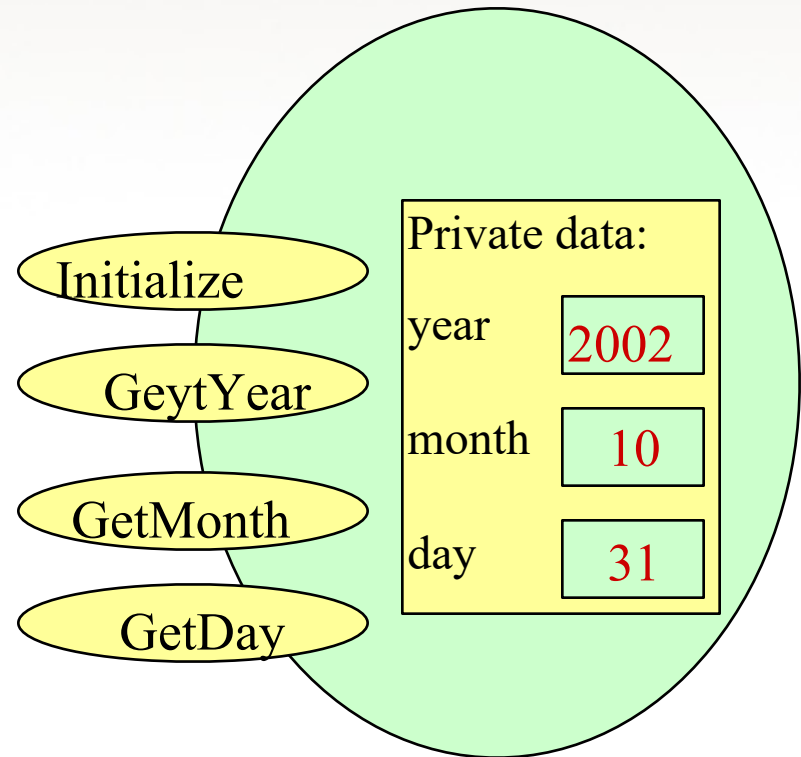 Initialize
GeytYear
GetMonth
GetDay
Private data:
year 2002
month 10
day 31